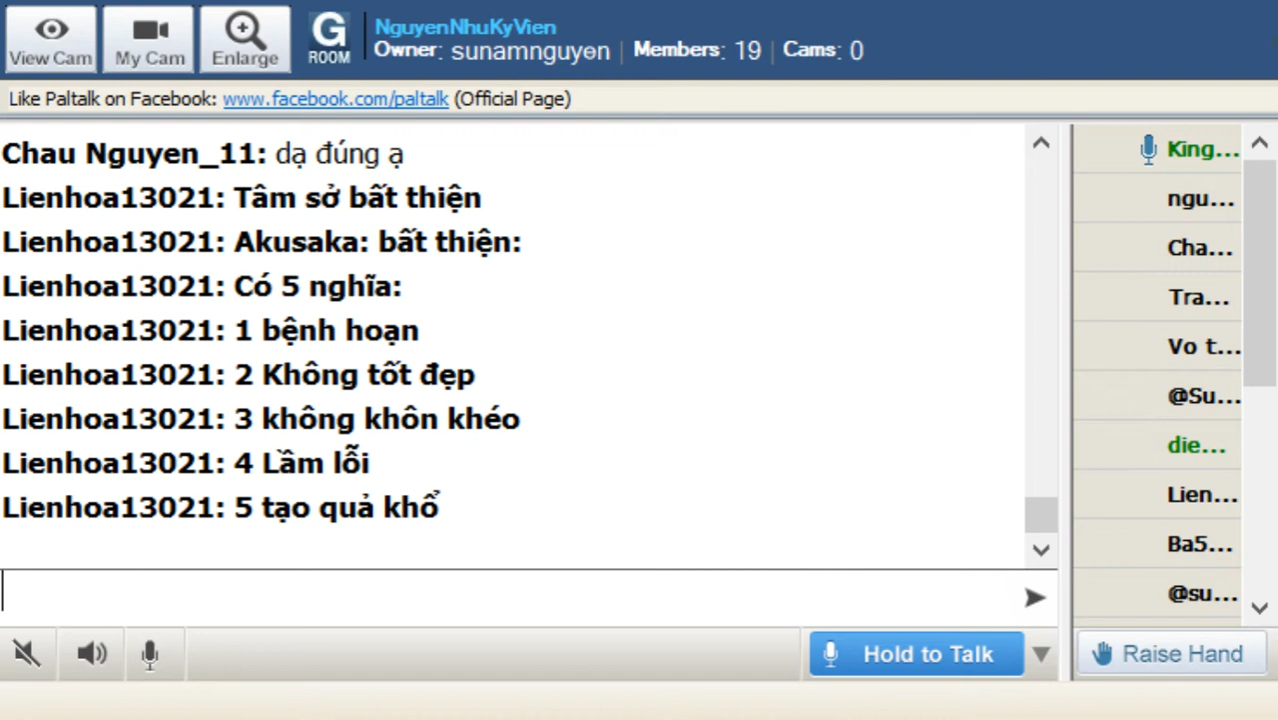 View Cam
My Cam
Enlarge
G
ROOM
NguyenNhuKyVien
Owner: sunamnguyen | Members: 19 | Cams: 0
Like Paltalk on Facebook: www.facebook.com/paltalk (Official Page)
Chau Nguyen_11: dạ đúng ạ
Lienhoa13021: Tâm sở bất thiện
Lienhoa13021: Akusaka: bất thiện:
Lienhoa13021: Có 5 nghĩa:
Lienhoa13021: 1 bệnh hoạn
Lienhoa13021: 2 Không tốt đẹp
Lienhoa13021: 3 không khôn khéo
Lienhoa13021: 4 Lầm lỗi
Lienhoa13021: 5 tạo quả khổ
King...
ngu...
Cha...
Tra...
Vo t...
@Su...
die...
Lien...
Ba5...
@su...
Hold to Talk
Raise Hand